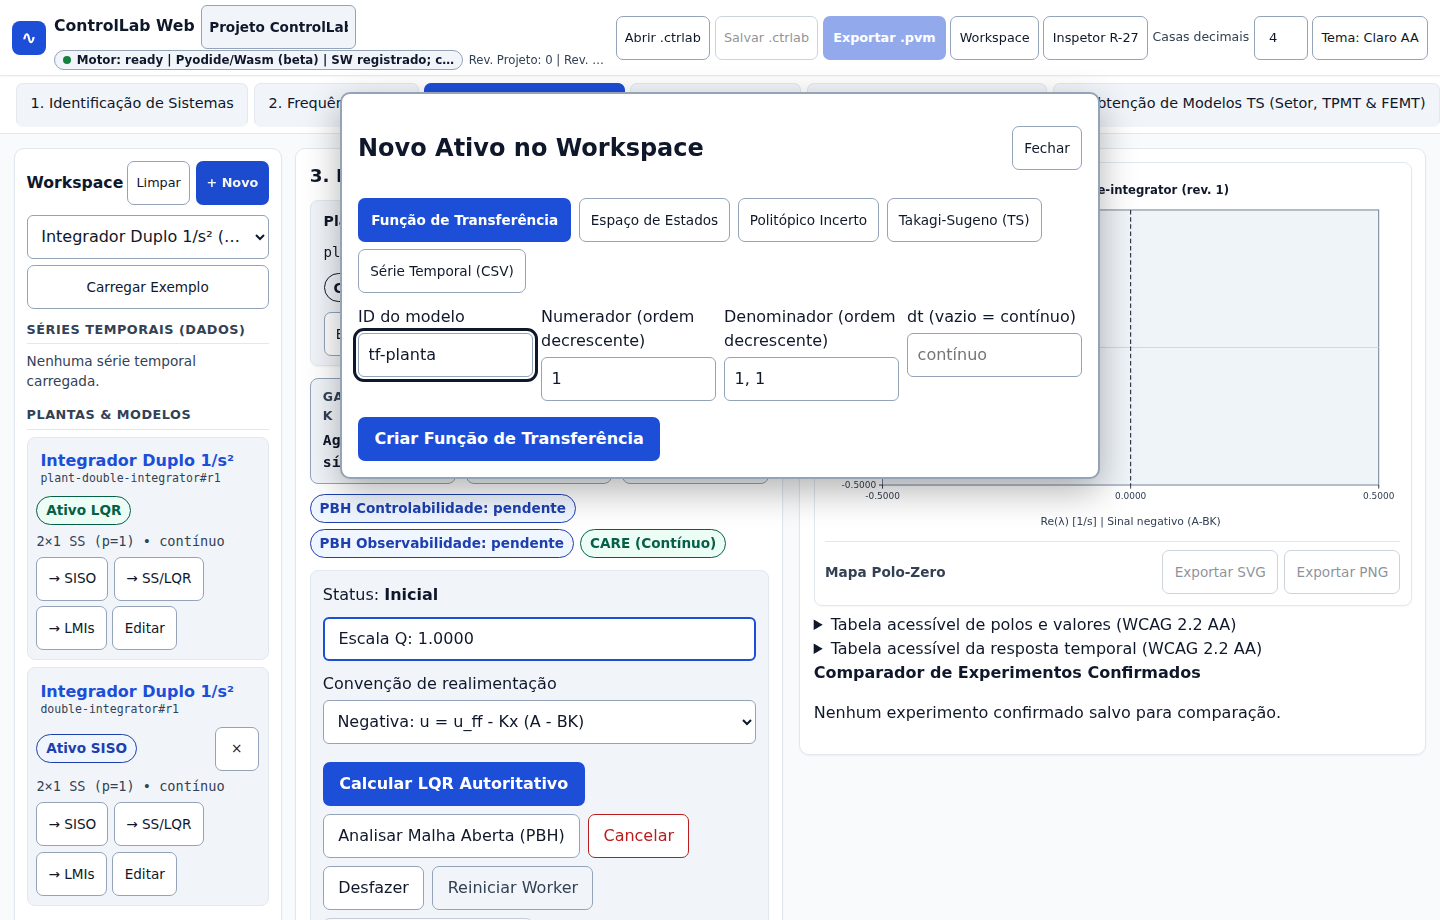 ControlLab Web
Projeto ControlLab
Motor: ready | Pyodide/Wasm (beta) | SW registrado; c…
Rev. Projeto: 0 | Rev. …
Abrir .ctrlab
Salvar .ctrlab
Exportar .pvm
Workspace
Inspetor R-27
Casas decimais
4
Tema: Claro AA
1. Identificação de Sistemas
2. Frequên
btenção de Modelos TS (Setor, TPMT & FEMT)
Workspace
Limpar
+ Novo
Integrador Duplo 1/s² (…
Carregar Exemplo
SÉRIES TEMPORAIS (DADOS)
Nenhuma série temporal
carregada.
PLANTAS & MODELOS
Integrador Duplo 1/s²
plant-double-integrator#r1
Ativo LQR
2×1 SS (p=1) • contínuo
→ SISO
→ SS/LQR
→ LMIs
Editar
Integrador Duplo 1/s²
double-integrator#r1
Ativo SISO
×
2×1 SS (p=1) • contínuo
→ SISO
→ SS/LQR
→ LMIs
Editar
Novo Ativo no Workspace
Fechar
Função de Transferência
Espaço de Estados
Politópico Incerto
Takagi-Sugeno (TS)
Série Temporal (CSV)
ID do modelo
tf-planta
Numerador (ordem
decrescente)
1
Denominador (ordem
decrescente)
1, 1
dt (vazio = contínuo)
contínuo
Criar Função de Transferência
3.
Pl
pl
GA
K
Ag
sí
PBH Controlabilidade: pendente
PBH Observabilidade: pendente
CARE (Contínuo)
Status: Inicial
Escala Q: 1.0000
Convenção de realimentação
Negativa: u = u_ff - Kx (A - BK)
Calcular LQR Autoritativo
Analisar Malha Aberta (PBH)
Cancelar
Desfazer
Reiniciar Worker
e-integrator (rev. 1)
-0.5000
-0.5000
0.0000
0.5000
Re(λ) [1/s] | Sinal negativo (A-BK)
Mapa Polo-Zero
Exportar SVG
Exportar PNG
Tabela acessível de polos e valores (WCAG 2.2 AA)
Tabela acessível da resposta temporal (WCAG 2.2 AA)
Comparador de Experimentos Confirmados
Nenhum experimento confirmado salvo para comparação.